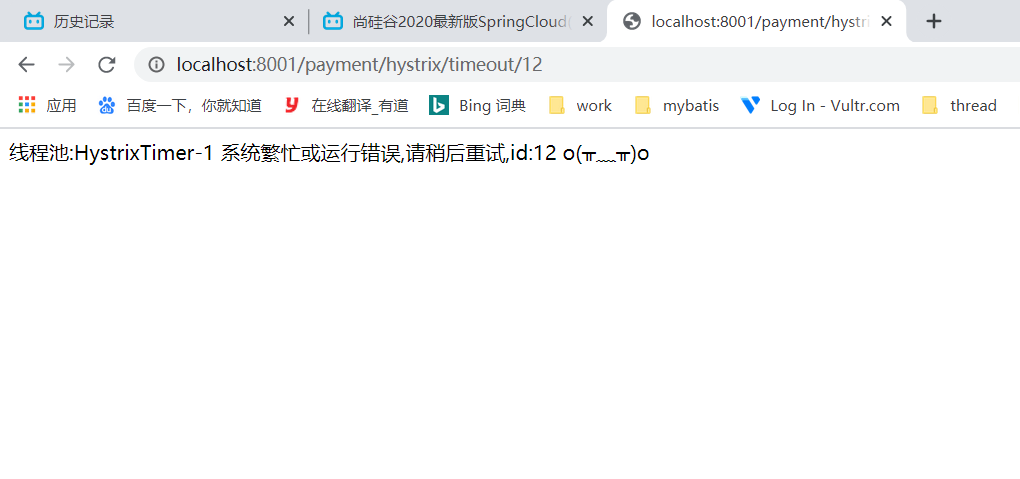 历史记录
尚硅谷2020最新版SpringCloud(
localhost:8001/payment/hystri
localhost:8001/payment/hystrix/timeout/12
应用
百度一下，你就知道
在线翻译_有道
Bing 词典
work
mybatis
Log In - Vultr.com
thread
线程池:HystrixTimer-1 系统繁忙或运行错误,请稍后重试,id:12 o(╥﹏╥)o